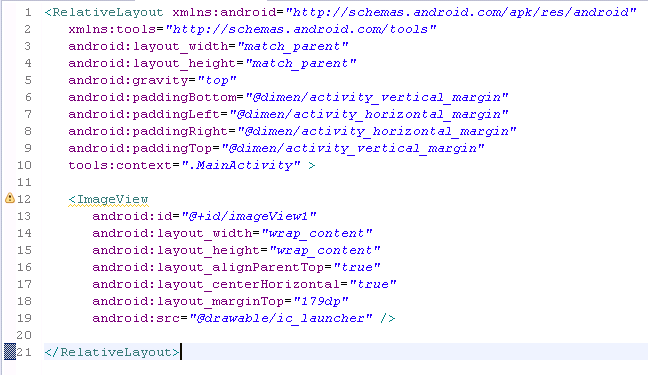 1 <RelativeLayout xmlns:android="http://schemas.android.com/apk/res/android"
2     xmlns:tools="http://schemas.android.com/tools"
3     android:layout_width="match_parent"
4     android:layout_height="match_parent"
5     android:gravity="top"
6     android:paddingBottom="@dimen/activity_vertical_margin"
7     android:paddingLeft="@dimen/activity_horizontal_margin"
8     android:paddingRight="@dimen/activity_horizontal_margin"
9     android:paddingTop="@dimen/activity_vertical_margin"
10     tools:context=".MainActivity" >
11
12     <ImageView
13         android:id="@+id/imageView1"
14         android:layout_width="wrap_content"
15         android:layout_height="wrap_content"
16         android:layout_alignParentTop="true"
17         android:layout_centerHorizontal="true"
18         android:layout_marginTop="179dp"
19         android:src="@drawable/ic_launcher" />
20
21 </RelativeLayout>